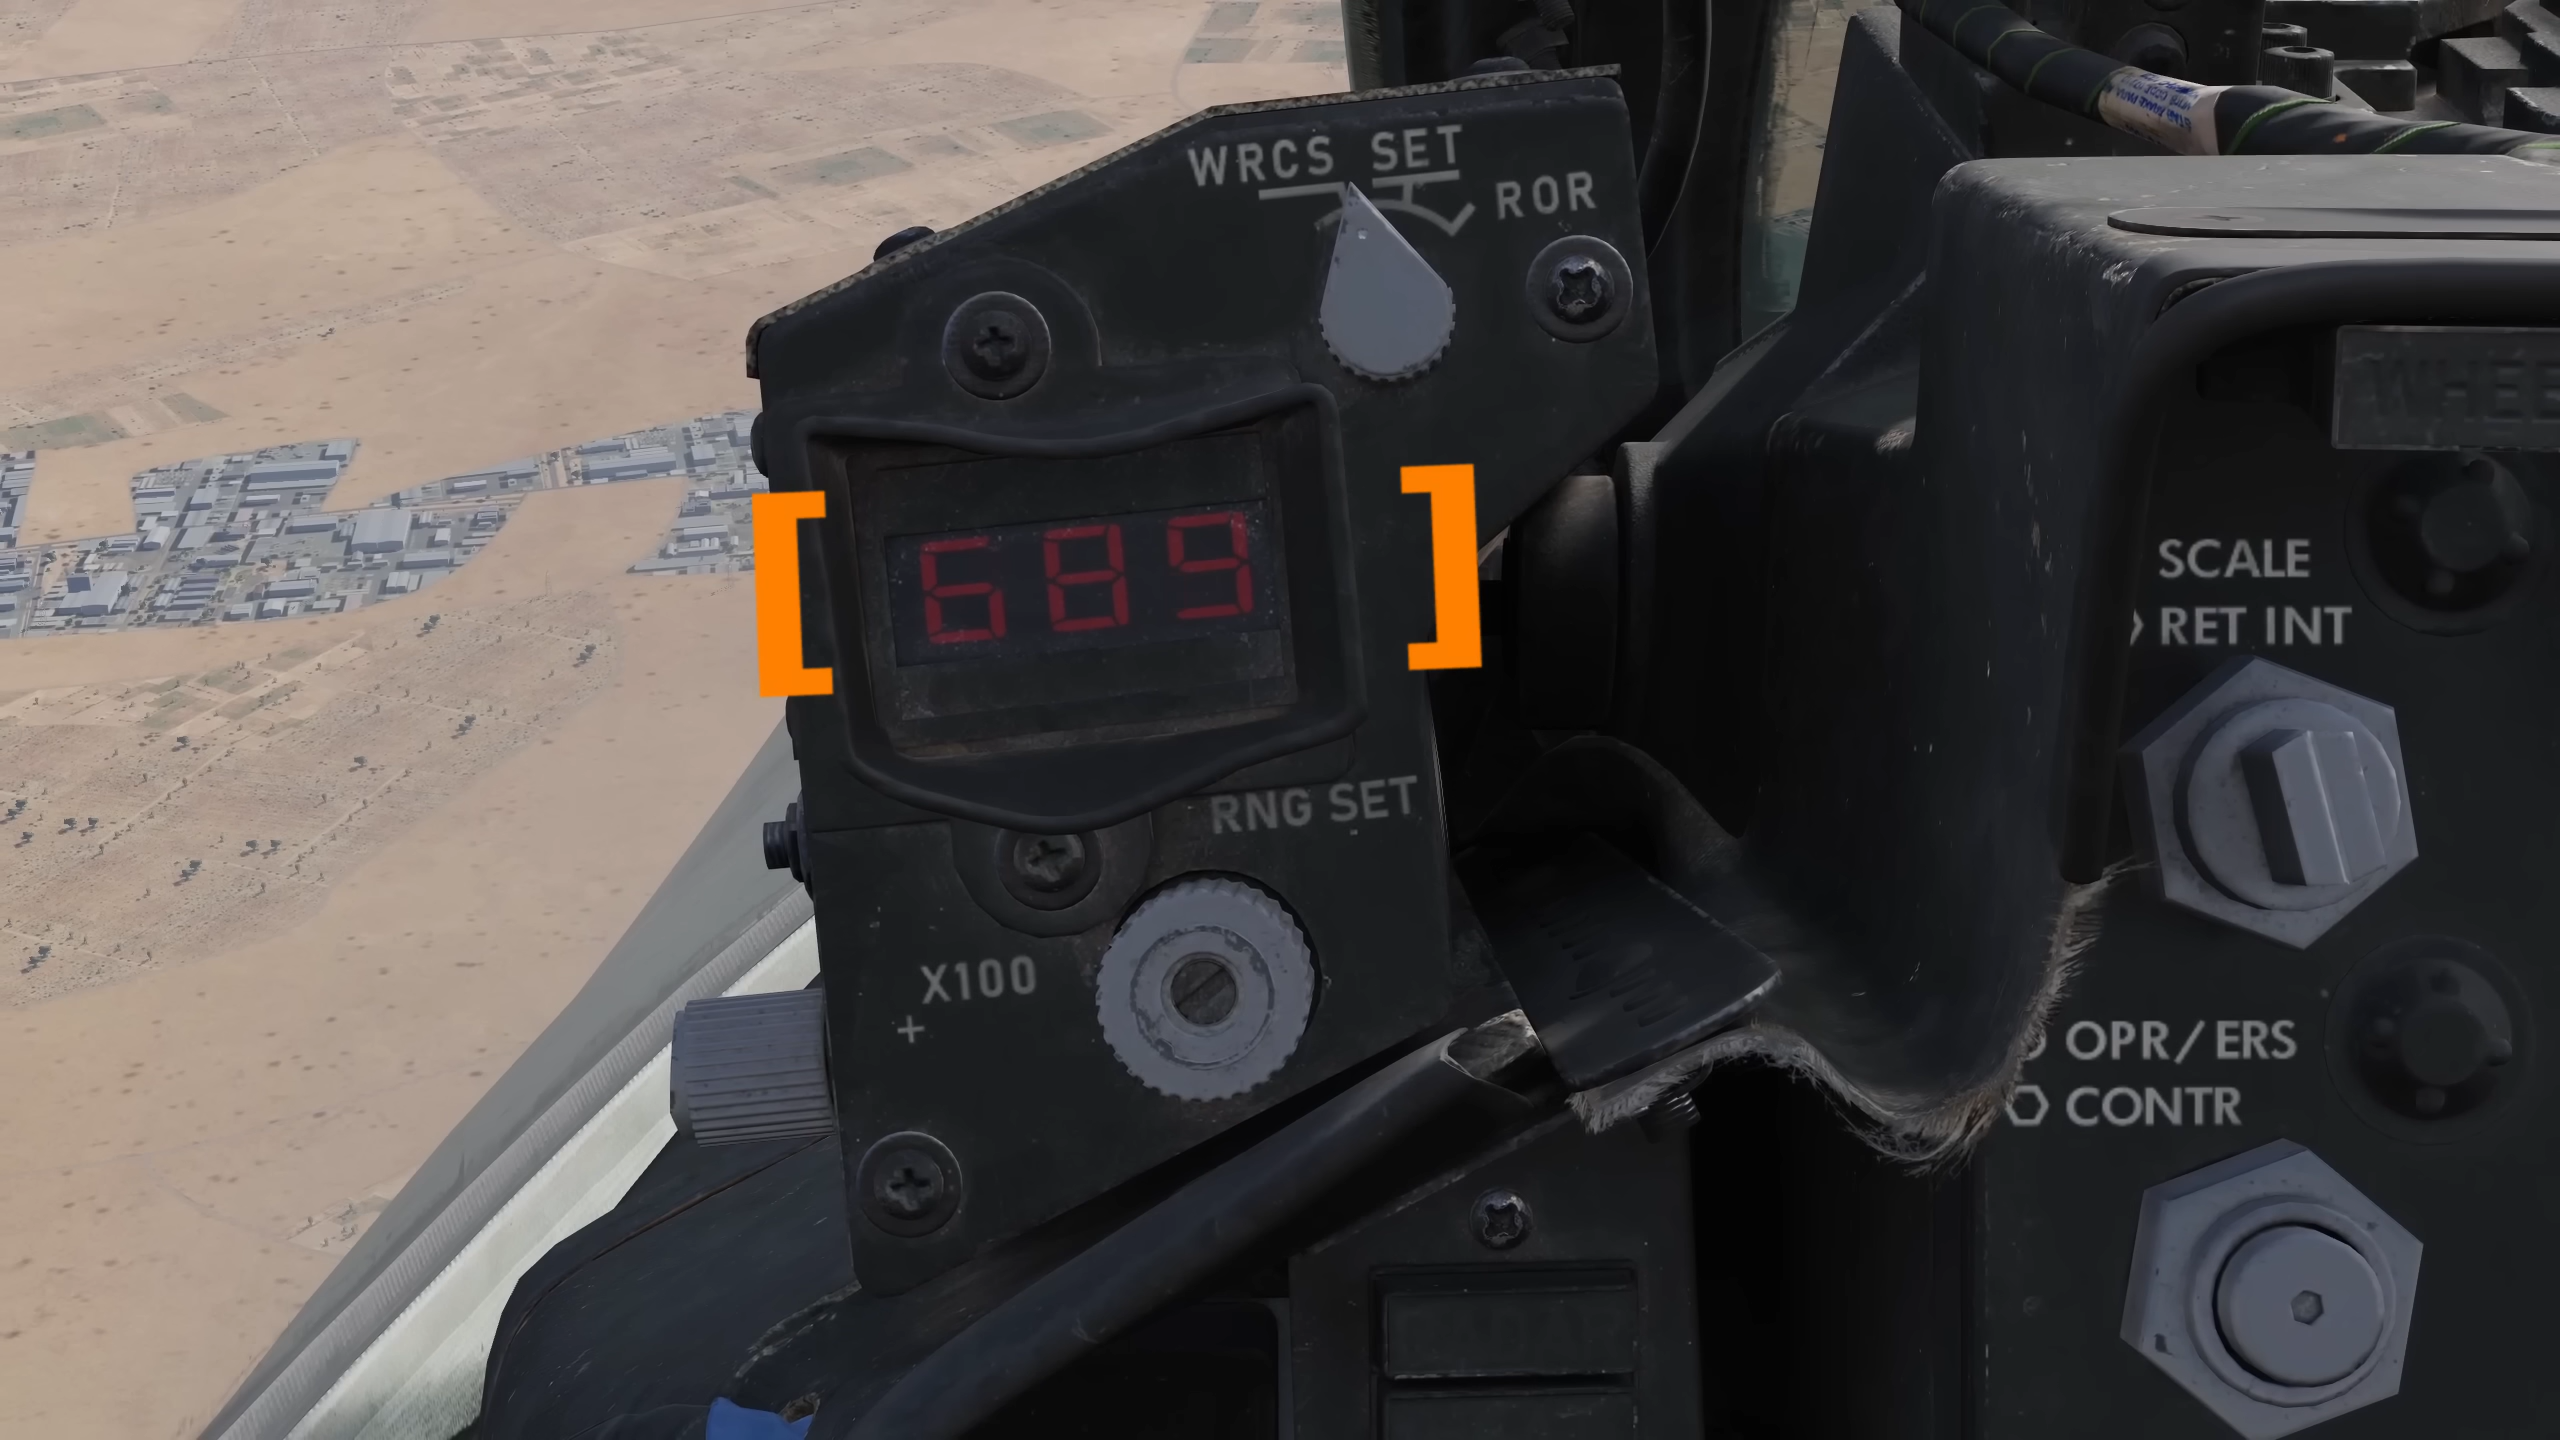 WRCS SET
ROR
689
RNG SET
X100
+
SCALE
RET INT
OPR/ERS
CONTR